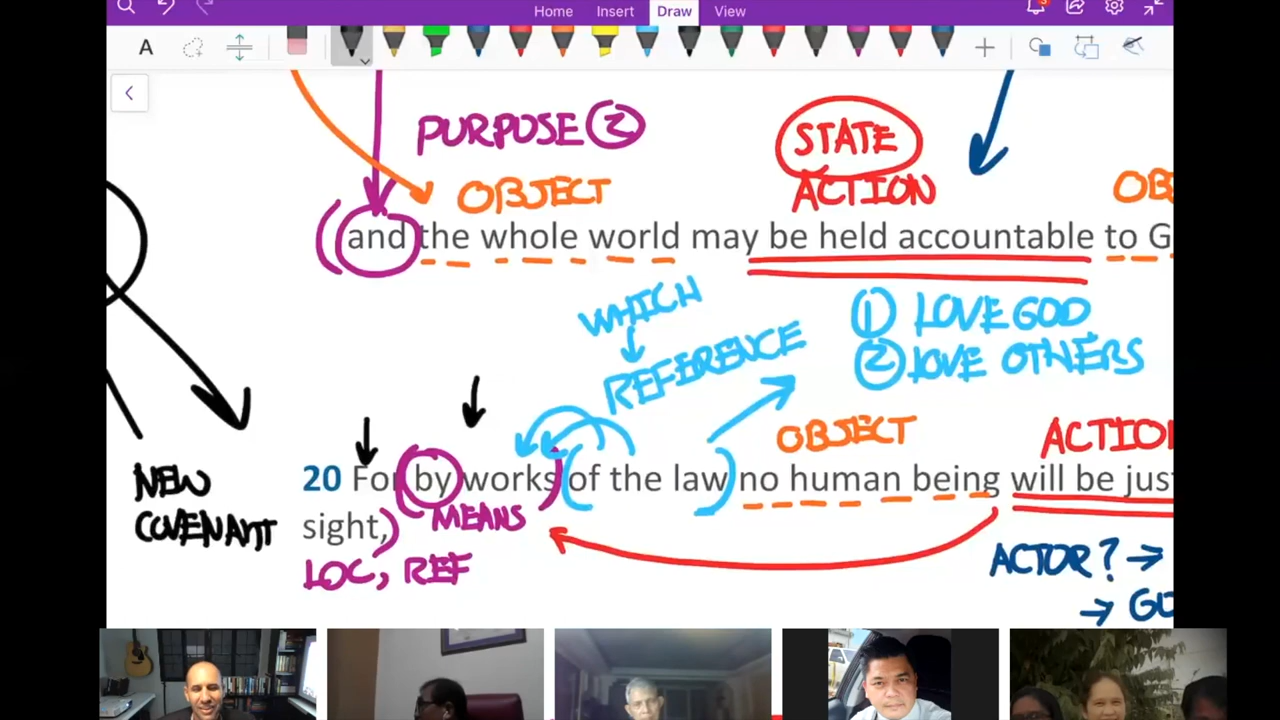 Home Insert Draw View
A
PURPOSE 2
STATE
ACTION
OBJECT
and the whole world may be held accountable to G
WHICH
REFERENCE
1 LOVE GOD
2 LOVE OTHERS
OBJECT
20 For by works of the law no human being will be jus
sight,
MEANS
LOC, REF
NEW
COVENANT
ACTOR? →
→